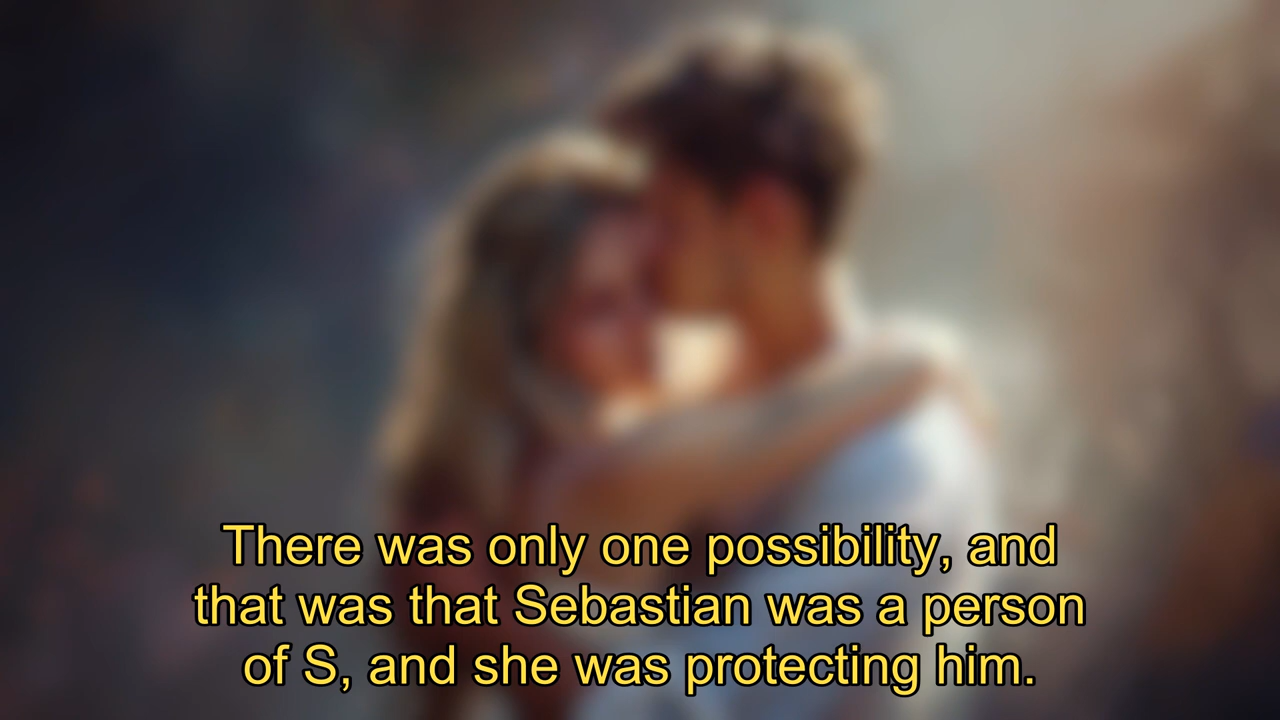 There was only one possibility, and
that was that Sebastian was a person
of S, and she was protecting him.